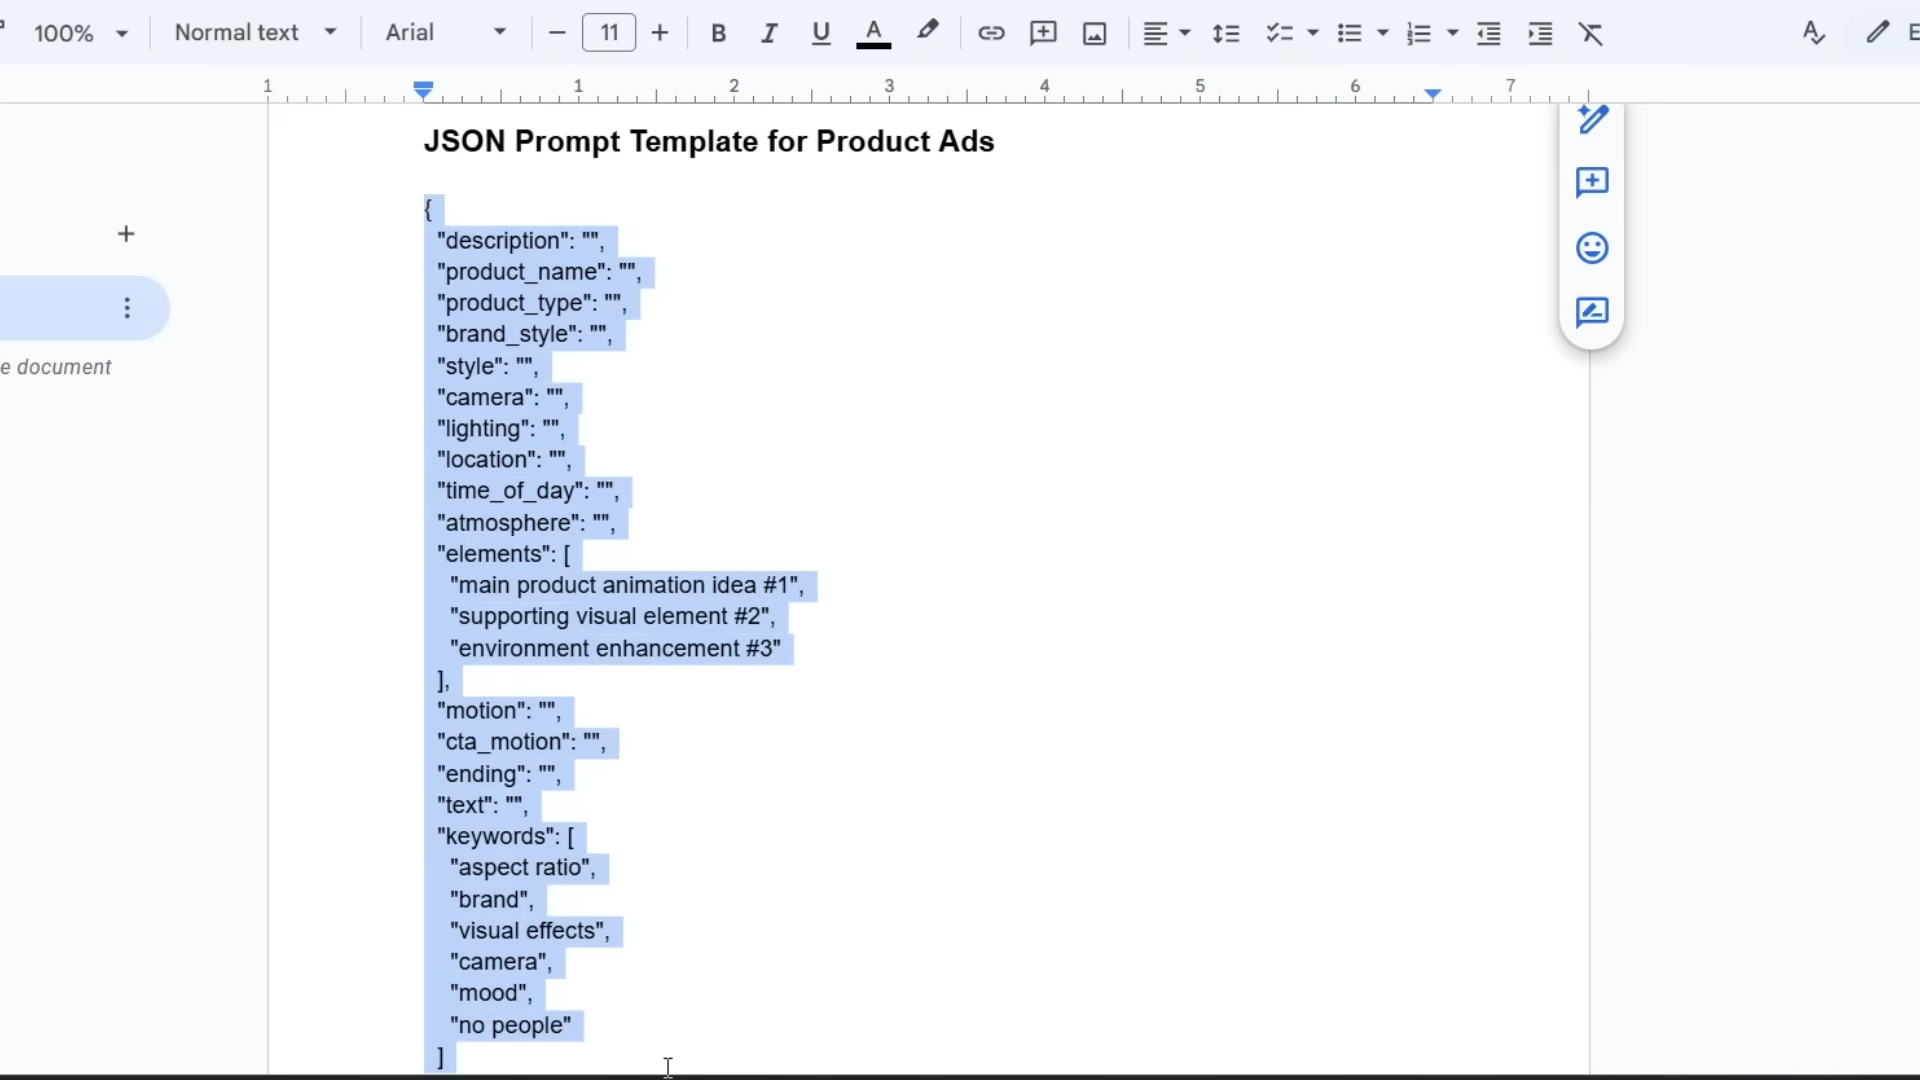 100%
Normal text
Arial
11
1 1 2 3 4 5 6 7
JSON Prompt Template for Product Ads
{
"description": "",
"product_name": "",
"product_type": "",
"brand_style": "",
"style": "",
"camera": "",
"lighting": "",
"location": "",
"time_of_day": "",
"atmosphere": "",
"elements": [
"main product animation idea #1",
"supporting visual element #2",
"environment enhancement #3"
],
"motion": "",
"cta_motion": "",
"ending": "",
"text": "",
"keywords": [
"aspect ratio",
"brand",
"visual effects",
"camera",
"mood",
"no people"
]
e document